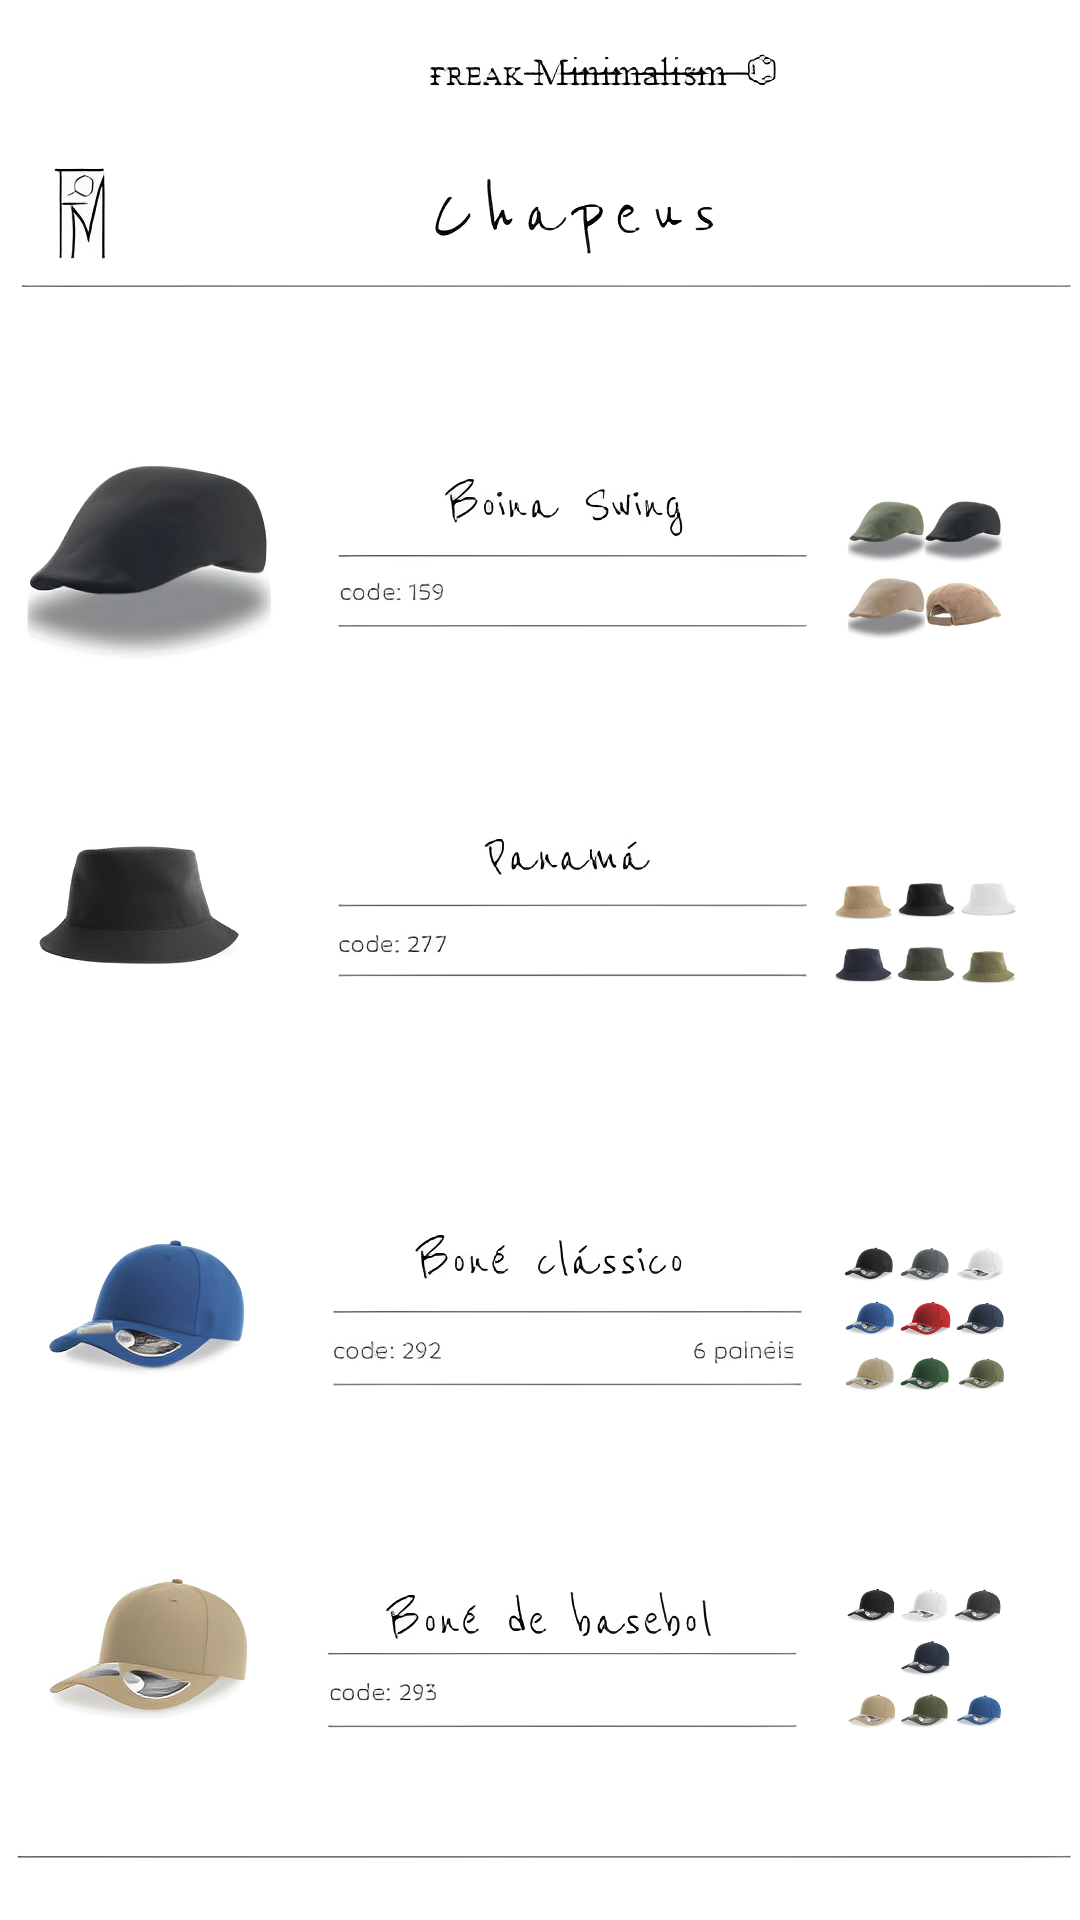 FREAK Minimalism
FM
chapeus
Boina Swing
code: 159
Panamá
code: 277
Boné clássico
code: 292 6 painéis
Boné de basebol
code: 293